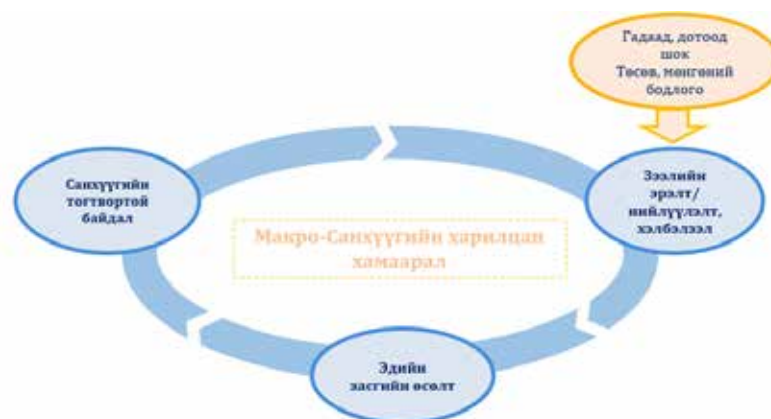 Гадаад, дотоод
шок
Төсөв, мөнгөний
бодлого
Санхүүгийн
тогтвортой
байдал
Зээлийн
эрэлт/
нийлүүлэлт,
хэлбэлзэл
Макро-Санхүүгийн харилцан
хамаарал
Эдийн
засгийн өсөлт